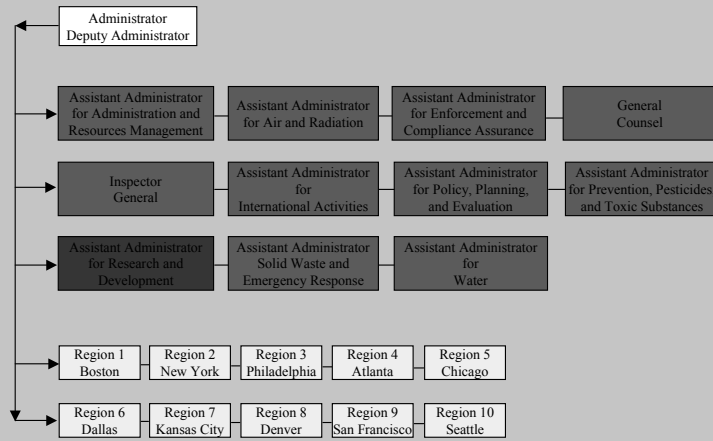 Administrator
Deputy Administrator
Assistant Administrator
for Administration and
Resources Management
Assistant Administrator
for Air and Radiation
Assistant Administrator
for Enforcement and
Compliance Assurance
General
Counsel
Inspector
General
Assistant Administrator
for
International Activities
Assistant Administrator
for Policy, Planning,
and Evaluation
Assistant Administrator
for Prevention, Pesticides
and Toxic Substances
Assistant Administrator
for Research and
Development
Assistant Administrator
Solid Waste and
Emergency Response
Assistant Administrator
for
Water
Region 1
Boston
Region 2
New York
Region 3
Philadelphia
Region 4
Atlanta
Region 5
Chicago
Region 6
Dallas
Region 7
Kansas City
Region 8
Denver
Region 9
San Francisco
Region 10
Seattle